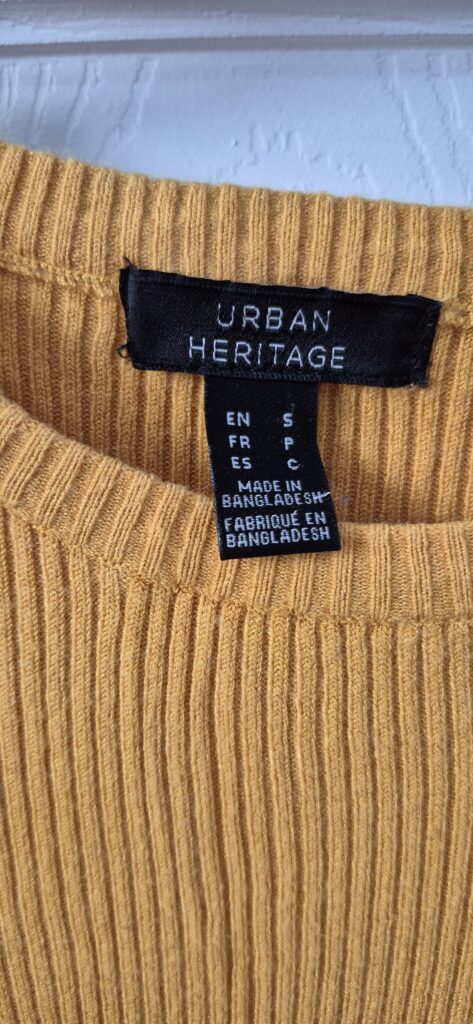 URBAN
HERITAGE
EN S
FR P
ES C
MADE IN
BANGLADESH
FABRIQUÉ EN
BANGLADESH